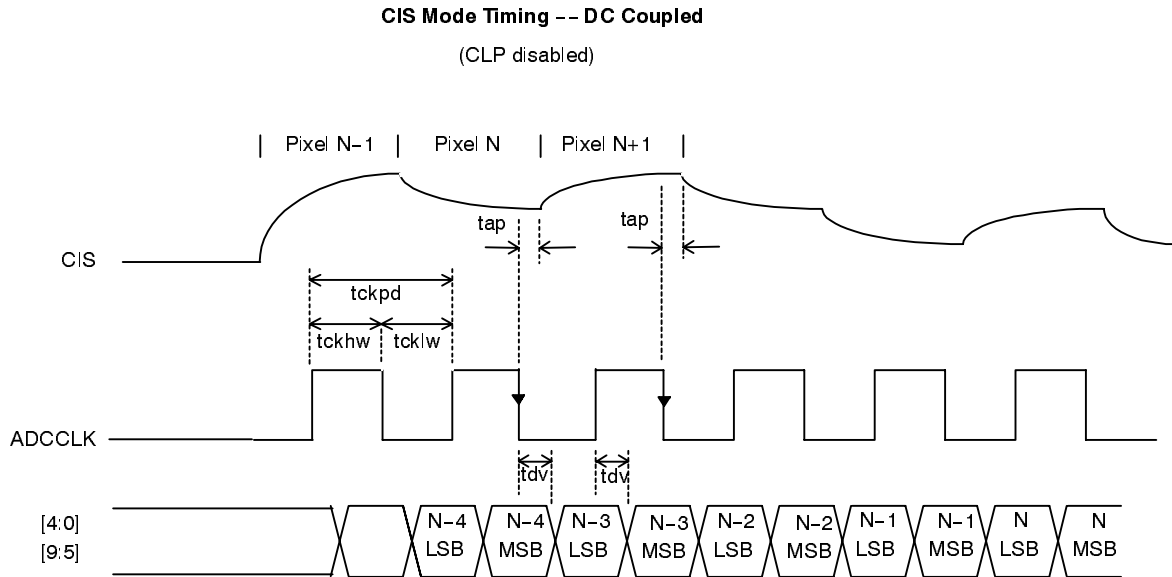 CIS Mode Timing -- DC Coupled
(CLP disabled)
| Pixel N-1 | Pixel N | Pixel N+1 |
tap tap
CIS
tckpd
tckhw tcklw
ADCCLK
tdv tdv
[4:0] N-4 N-4 N-3 N-3 N-2 N-2 N-1 N-1 N N
[9:5] LSB MSB LSB MSB LSB MSB LSB MSB LSB MSB